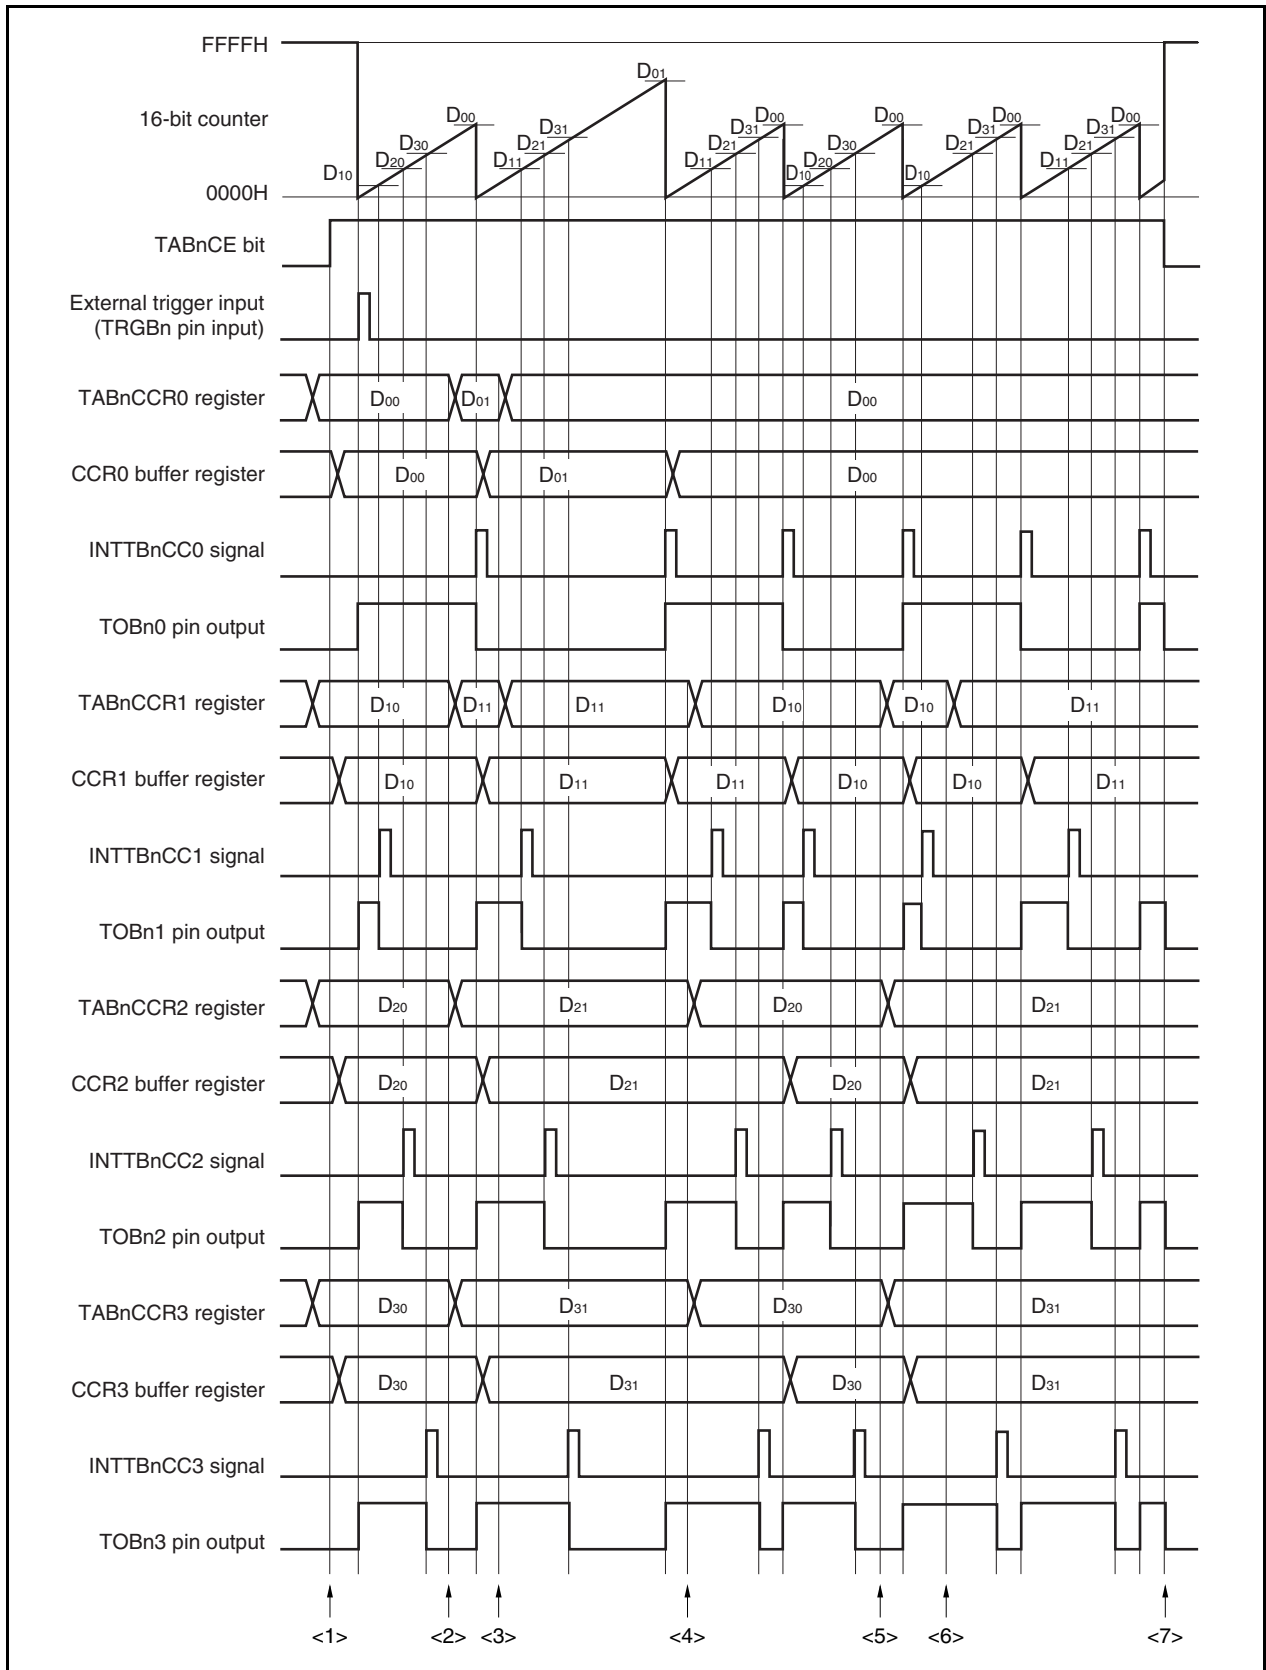 FFFFH
D01
16-bit counter
D00 D00 D00 D00 D00
D30 D31 D31 D30 D31 D31
D20 D21 D21 D20 D21 D21
D10 D11 D11 D10 D10 D11
0000H
TABnCE bit
External trigger input
(TRGBn pin input)
TABnCCR0 register D00 D01 D00
CCR0 buffer register D00 D01 D00
INTTBnCC0 signal
TOBn0 pin output
TABnCCR1 register D10 D11 D11 D10 D10 D11
CCR1 buffer register D10 D11 D11 D10 D10 D11
INTTBnCC1 signal
TOBn1 pin output
TABnCCR2 register D20 D21 D20 D21
CCR2 buffer register D20 D21 D20 D21
INTTBnCC2 signal
TOBn2 pin output
TABnCCR3 register D30 D31 D30 D31
CCR3 buffer register D30 D31 D30 D31
INTTBnCC3 signal
TOBn3 pin output
<1> <2> <3> <4> <5> <6> <7>